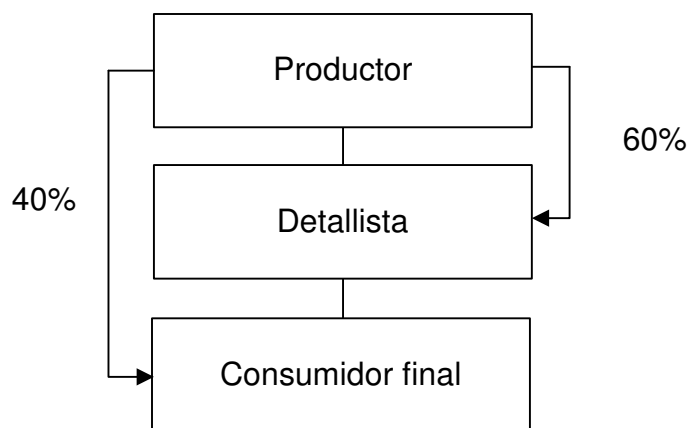 Productor
60%
40%
Detallista
Consumidor final